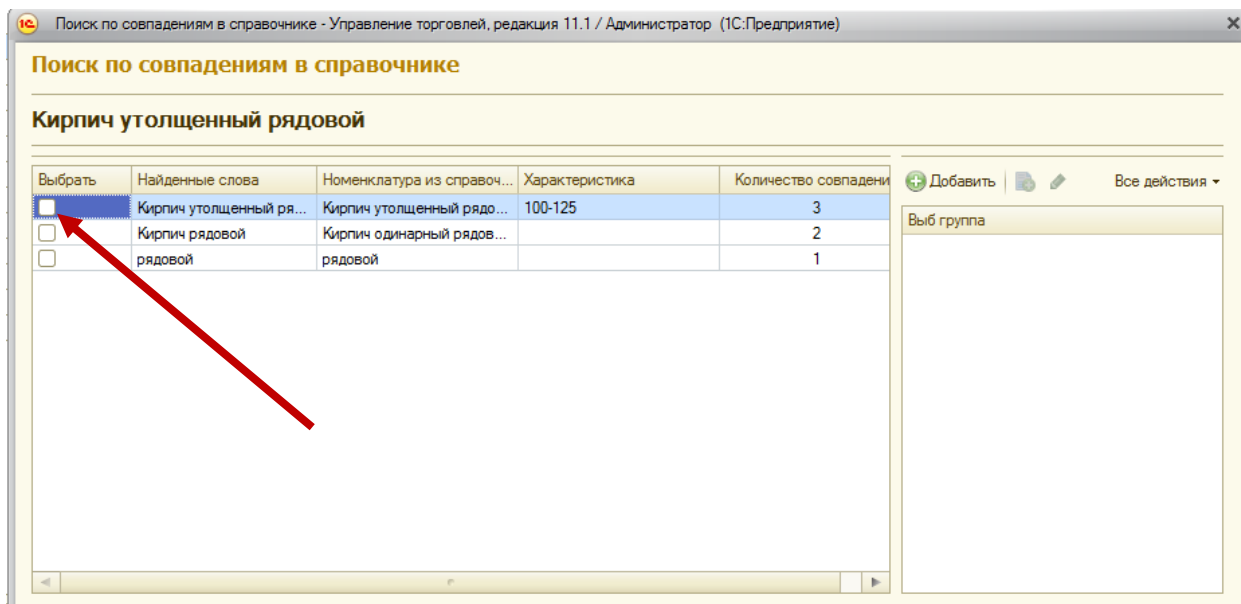 1С Поиск по совпадениям в справочнике - Управление торговлей, редакция 11.1 / Администратор (1С:Предприятие)
Поиск по совпадениям в справочнике
Кирпич утолщенный рядовой
Выбрать Найденные слова Номенклатура из справоч... Характеристика Количество совпадени
Кирпич утолщенный ря... Кирпич утолщенный рядо... 100-125 3
Кирпич рядовой Кирпич одинарный рядов... 2
рядовой рядовой 1
Добавить Все действия
Выб группа